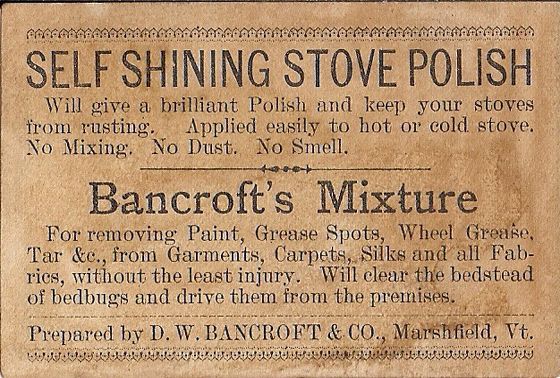 SELF SHINING STOVE POLISH
Will give a brilliant Polish and keep your stoves
from rusting. Applied easily to hot or cold stove.
No Mixing. No Dust. No Smell.
Bancroft's Mixture
For removing Paint, Grease Spots, Wheel Grease,
Tar &c., from Garments, Carpets, Silks and all Fab-
rics, without the least injury. Will clear the bedstead
of bedbugs and drive them from the premises.
Prepared by D. W. BANCROFT & CO., Marshfield, Vt.